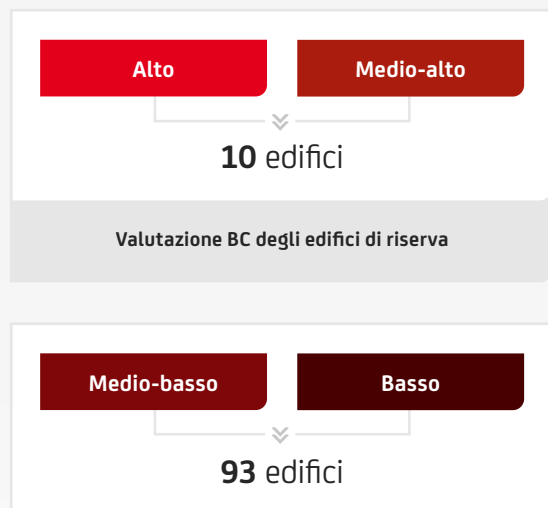 Alto
Medio-alto
10 edifici
Valutazione BC degli edifici di riserva
Medio-basso
Basso
93 edifici